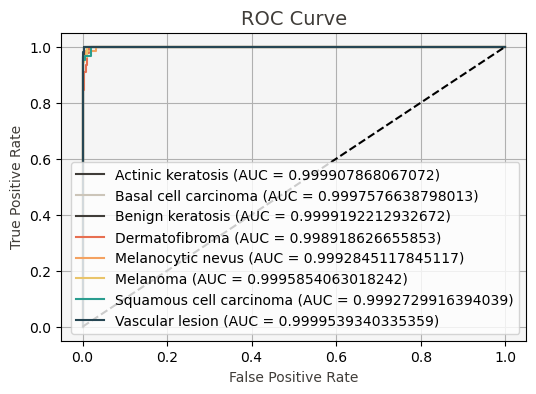 ROC Curve
True Positive Rate
1.0
0.8
0.6
0.4
0.2
0.0
Actinic keratosis (AUC = 0.999907868067072)
Basal cell carcinoma (AUC = 0.9997576638798013)
Benign keratosis (AUC = 0.9999192212932672)
Dermatofibroma (AUC = 0.998918626655853)
Melanocytic nevus (AUC = 0.9992845117845117)
Melanoma (AUC = 0.9995854063018242)
Squamous cell carcinoma (AUC = 0.9992729916394039)
Vascular lesion (AUC = 0.9999539340335359)
0.0 0.2 0.4 0.6 0.8 1.0
False Positive Rate